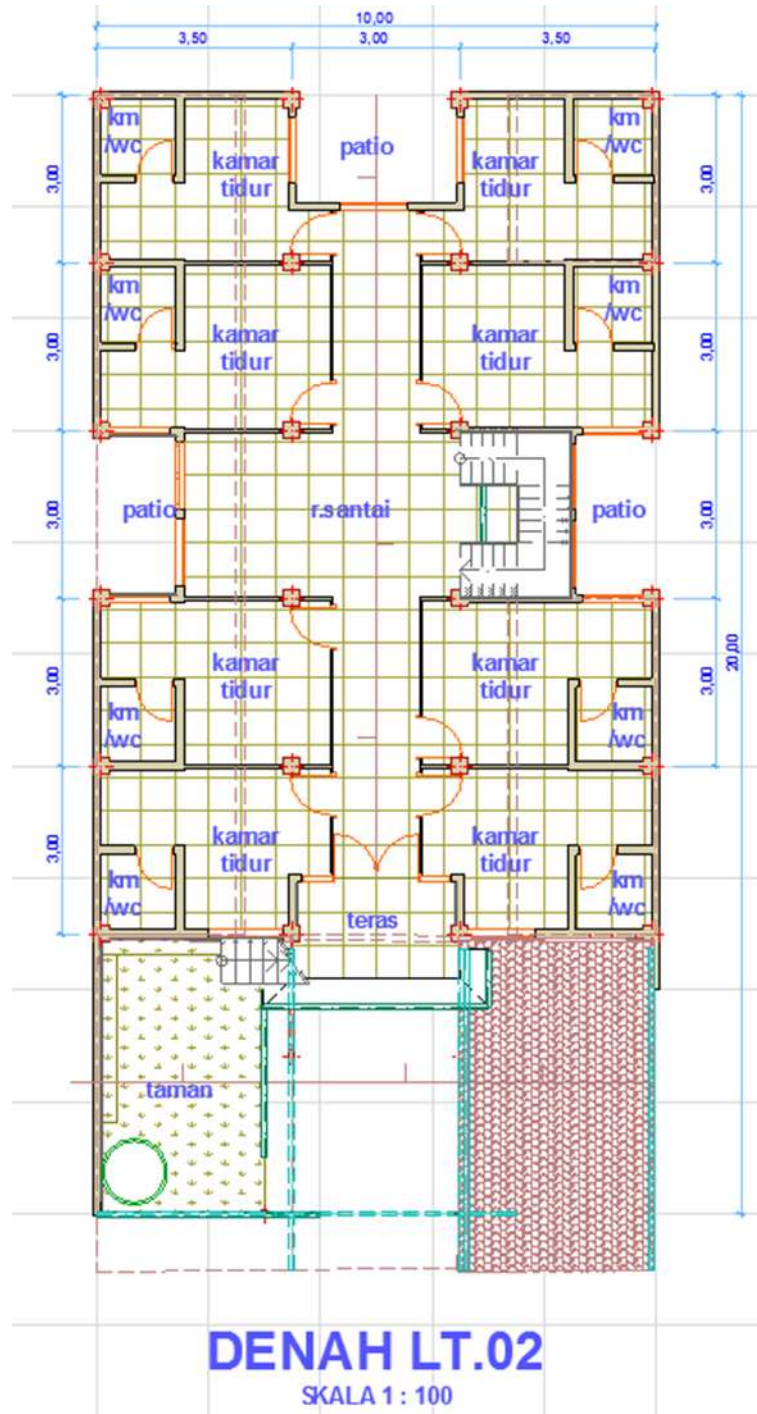 10,00
3,50 3,00 3,50
km
/wc
kamar
tidur
patio
kamar
tidur
km
/wc
3,00
3,00
km
/wc
kamar
tidur
kamar
tidur
km
/wc
3,00
3,00
patio
r.santai
patio
3,00
3,00
kamar
tidur
km
/wc
kamar
tidur
km
/wc
3,00
3,00
20,00
kamar
tidur
km
/wc
kamar
tidur
km
/wc
3,00
teras
taman
DENAH LT.02
SKALA 1 : 100